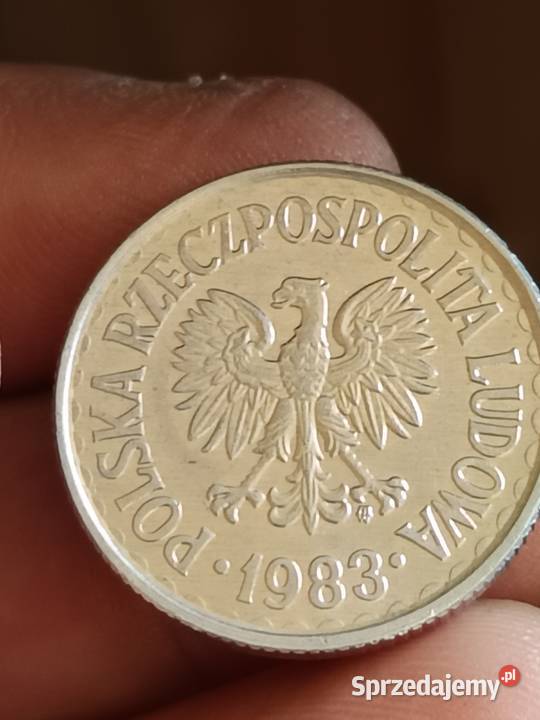 POLSKA RZECZPOSPOLITA LUDOWA
·1983·
Sprzedajemy.pl